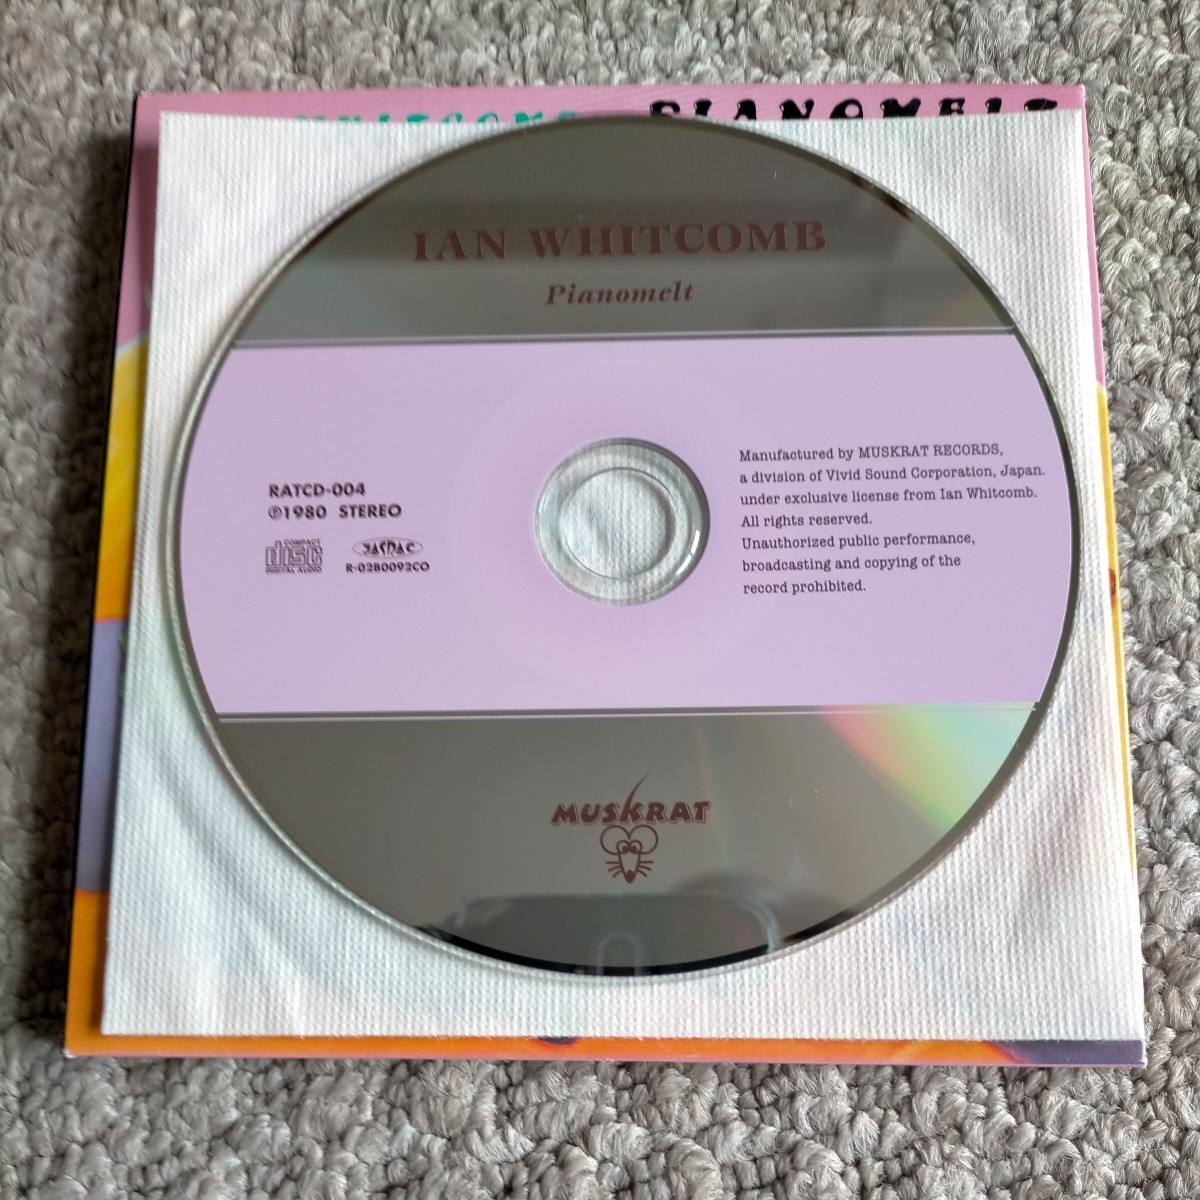 WHITCOMB PIANOMELT
IAN WHITCOMB
Pianomelt
RATCD-004
℗1980 STEREO
COMPACT
disc
DIGITAL AUDIO
JASRAC
R-0280092CO
Manufactured by MUSKRAT RECORDS,
a division of Vivid Sound Corporation, Japan.
under exclusive license from Ian Whitcomb.
All rights reserved.
Unauthorized public performance,
broadcasting and copying of the
record prohibited.
MUSKRAT